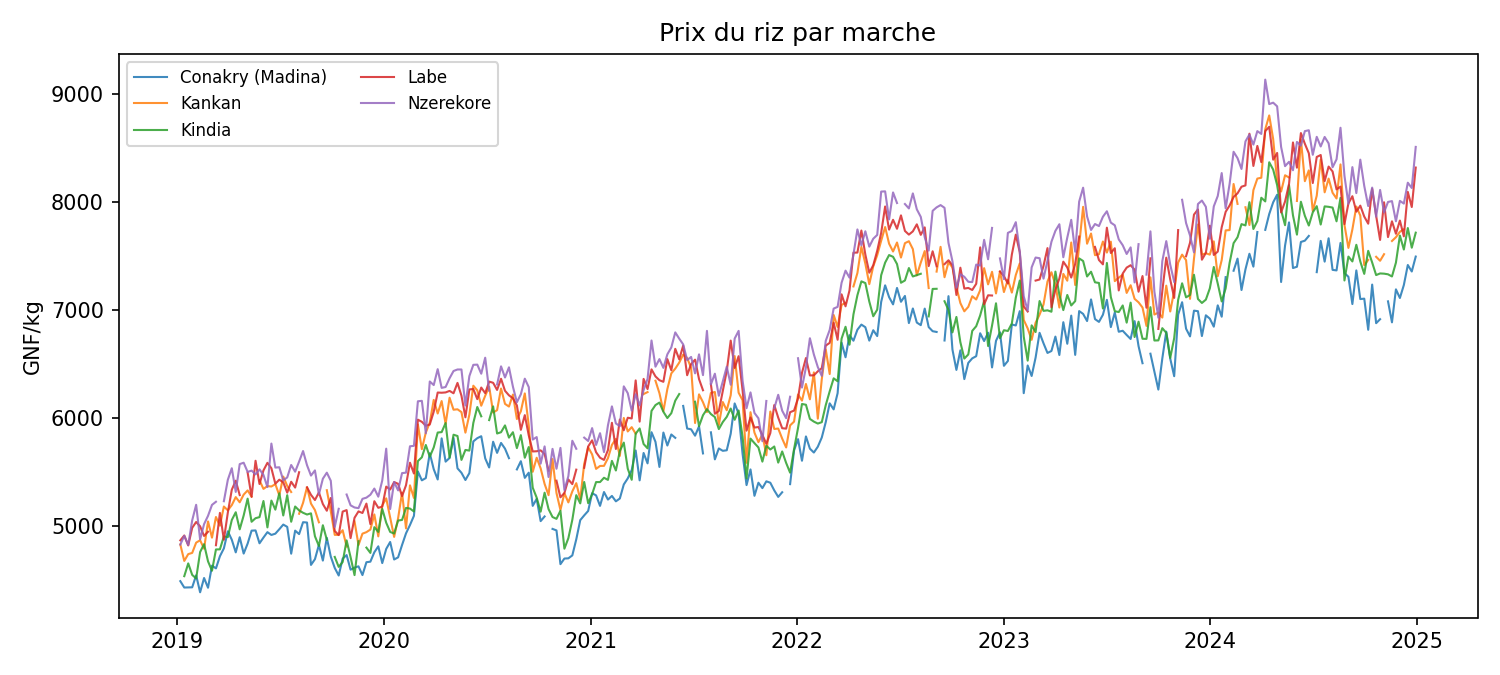 Prix du riz par marche
Conakry (Madina)
Kankan
Kindia
Labe
Nzerekore
GNF/kg
9000
8000
7000
6000
5000
2019
2020
2021
2022
2023
2024
2025